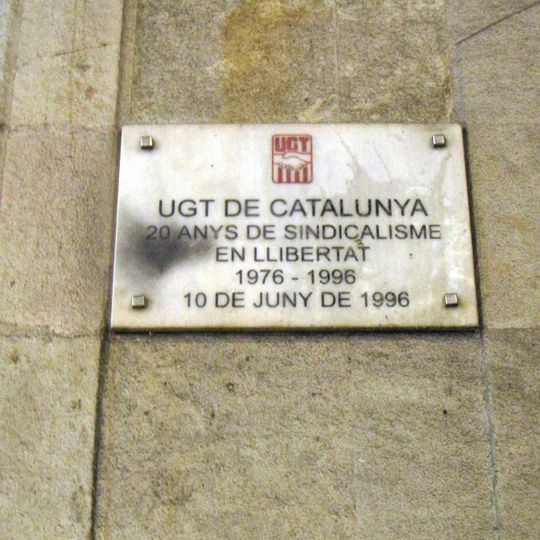 UGT
UGT DE CATALUNYA
20 ANYS DE SINDICALISME
EN LLIBERTAT
1976 - 1996
10 DE JUNY DE 1996